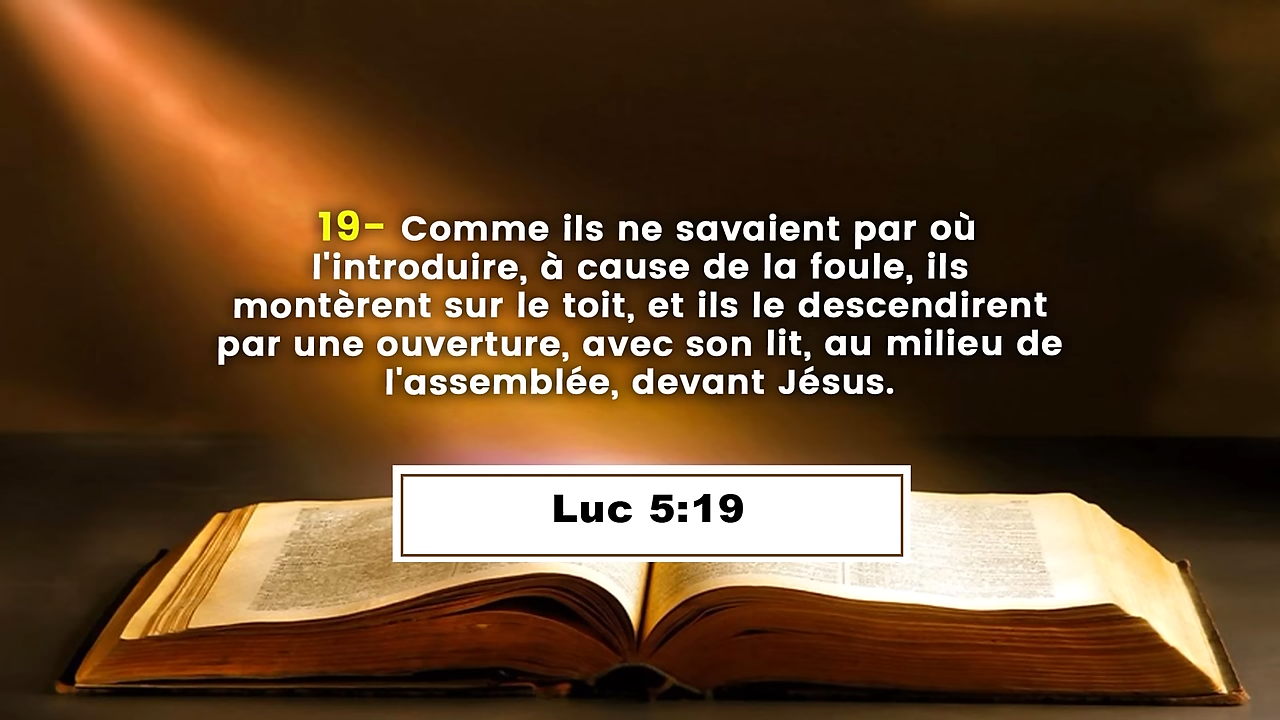 19- Comme ils ne savaient par où
l'introduire, à cause de la foule, ils
montèrent sur le toit, et ils le descendirent
par une ouverture, avec son lit, au milieu de
l'assemblée, devant Jésus.
Luc 5:19